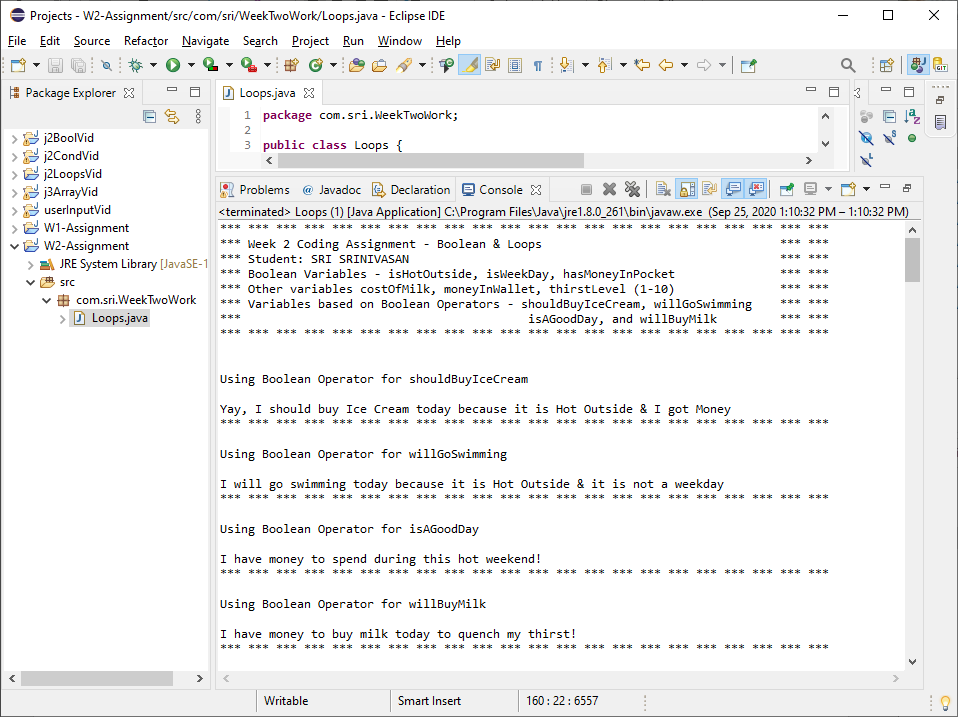 Projects - W2-Assignment/src/com/sri/WeekTwoWork/Loops.java - Eclipse IDE
File Edit Source Refactor Navigate Search Project Run Window Help
Package Explorer
j2BoolVid
j2CondVid
j2LoopsVid
j3ArrayVid
userInputVid
W1-Assignment
W2-Assignment
JRE System Library [JavaSE-1
src
com.sri.WeekTwoWork
Loops.java
Loops.java
1 package com.sri.WeekTwoWork;
2
3 public class Loops {
Problems @ Javadoc Declaration Console
<terminated> Loops (1) [Java Application] C:\Program Files\Java\jre1.8.0_261\bin\javaw.exe (Sep 25, 2020 1:10:32 PM – 1:10:32 PM)
*** *** *** *** *** *** *** *** *** *** *** *** *** *** *** *** *** *** *** *** *** ***
*** Week 2 Coding Assignment - Boolean & Loops *** ***
*** Student: SRI SRINIVASAN *** ***
*** Boolean Variables - isHotOutside, isWeekDay, hasMoneyInPocket *** ***
*** Other variables costOfMilk, moneyInWallet, thirstLevel (1-10) *** ***
*** Variables based on Boolean Operators - shouldBuyIceCream, willGoSwimming *** ***
*** isAGoodDay, and willBuyMilk *** ***
*** *** *** *** *** *** *** *** *** *** *** *** *** *** *** *** *** *** *** *** *** ***
Using Boolean Operator for shouldBuyIceCream
Yay, I should buy Ice Cream today because it is Hot Outside & I got Money
*** *** *** *** *** *** *** *** *** *** *** *** *** *** *** *** *** *** *** *** *** ***
Using Boolean Operator for willGoSwimming
I will go swimming today because it is Hot Outside & it is not a weekday
*** *** *** *** *** *** *** *** *** *** *** *** *** *** *** *** *** *** *** *** *** ***
Using Boolean Operator for isAGoodDay
I have money to spend during this hot weekend!
*** *** *** *** *** *** *** *** *** *** *** *** *** *** *** *** *** *** *** *** *** ***
Using Boolean Operator for willBuyMilk
I have money to buy milk today to quench my thirst!
*** *** *** *** *** *** *** *** *** *** *** *** *** *** *** *** *** *** *** *** *** ***
Writable Smart Insert 160 : 22 : 6557